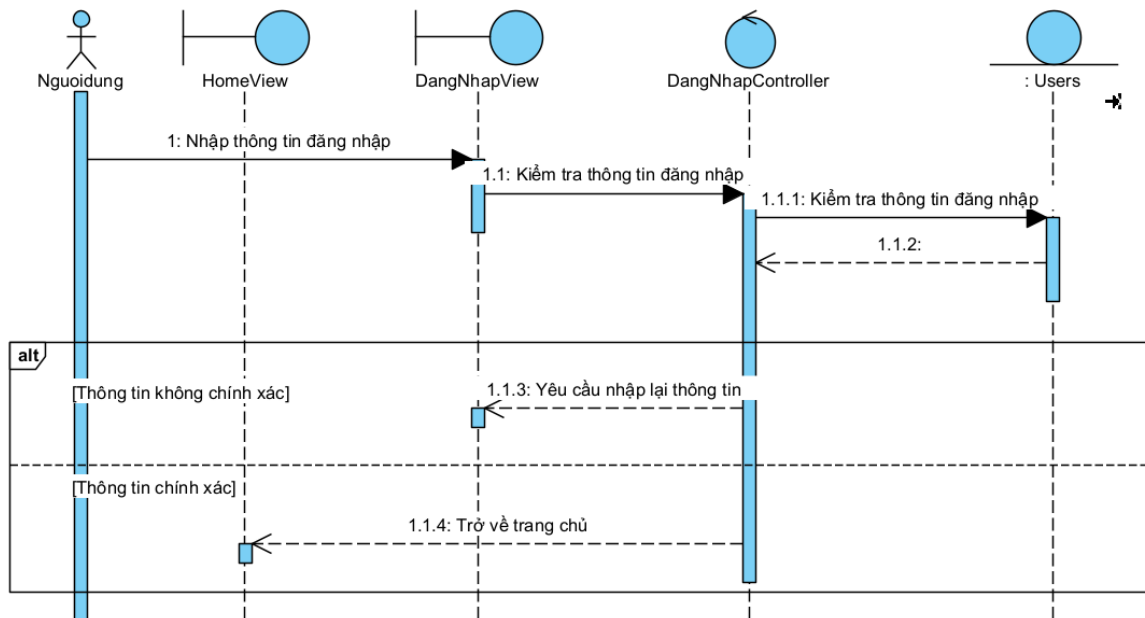 Nguoidung
HomeView
DangNhapView
DangNhapController
: Users
1: Nhập thông tin đăng nhập
1.1: Kiểm tra thông tin đăng nhập
1.1.1: Kiểm tra thông tin đăng nhập
1.1.2:
alt
[Thông tin không chính xác]
1.1.3: Yêu cầu nhập lại thông tin
[Thông tin chính xác]
1.1.4: Trở về trang chủ